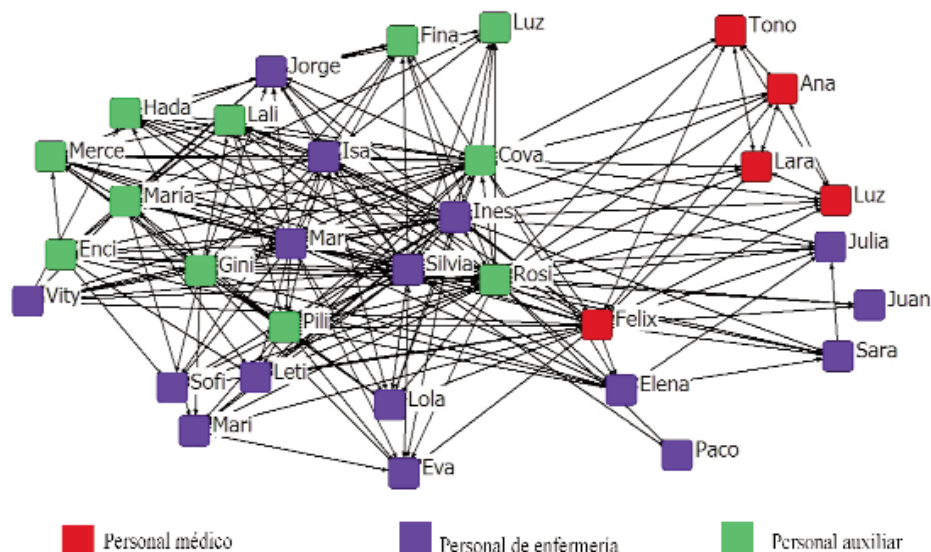 Luz
Tono
Fina
Jorge
Ana
Hada
Lali
Merce
Isa
Cova
Lara
María
Luz
Ines
Mar
Julia
Enci
Gini
Silvia
Rosi
Vity
Juan
Pili
Felix
Sara
Sofi
Leti
Elena
Lola
Mari
Paco
Eva
Personal médico
Personal de enfermería
Personal auxiliar